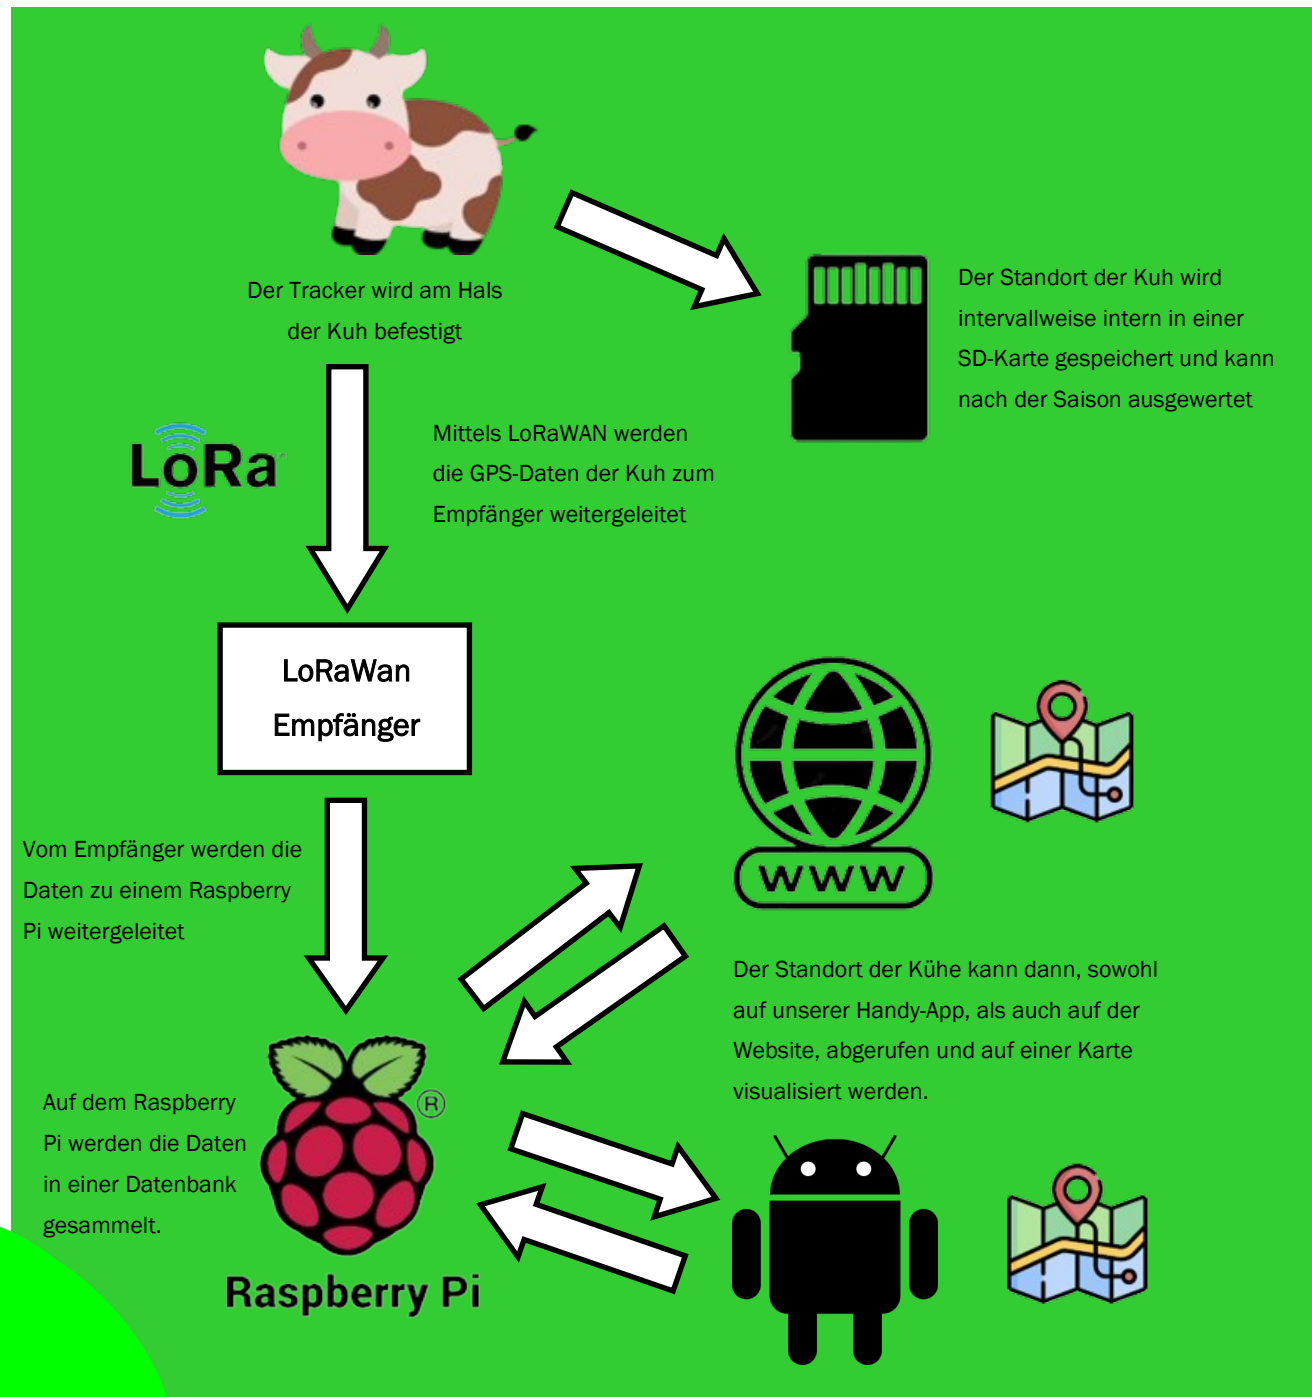 Der Tracker wird am Hals
der Kuh befestigt
Der Standort der Kuh wird
intervallweise intern in einer
SD-Karte gespeichert und kann
nach der Saison ausgewertet
LoRa
Mittels LoRaWAN werden
die GPS-Daten der Kuh zum
Empfänger weitergeleitet
LoRaWan
Empfänger
www
Vom Empfänger werden die
Daten zu einem Raspberry
Pi weitergeleitet
Der Standort der Kühe kann dann, sowohl
auf unserer Handy-App, als auch auf der
Website, abgerufen und auf einer Karte
visualisiert werden.
Auf dem Raspberry
Pi werden die Daten
in einer Datenbank
gesammelt.
®
Raspberry Pi